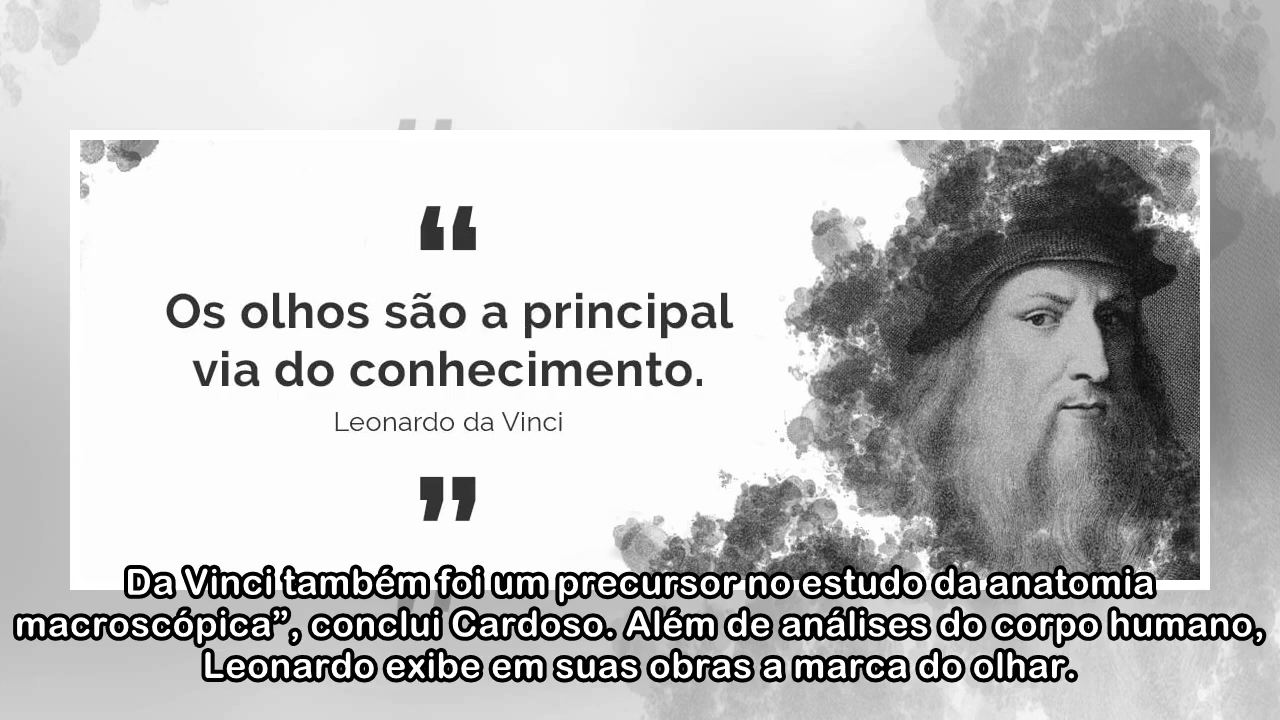 “
Os olhos são a principal
via do conhecimento.
Leonardo da Vinci
”
Da Vinci também foi um precursor no estudo da anatomia
macroscópica”, conclui Cardoso. Além de análises do corpo humano,
Leonardo exibe em suas obras a marca do olhar.